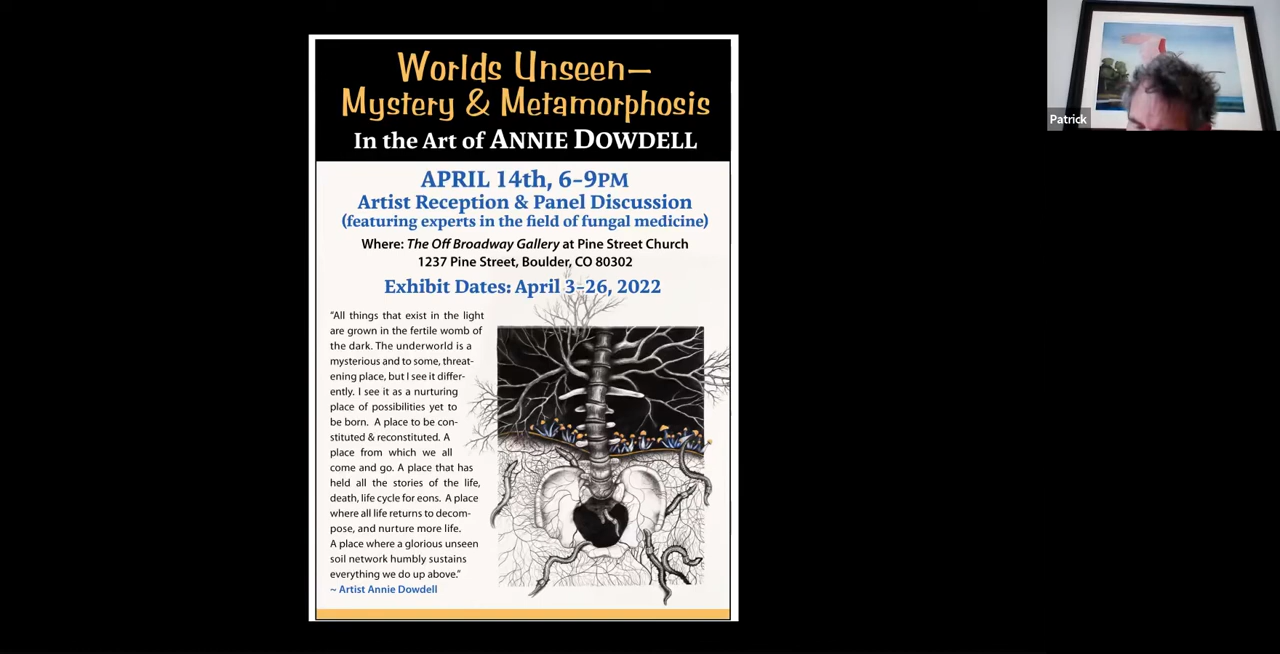 Worlds Unseen—
Mystery & Metamorphosis
In the Art of ANNIE DOWDELL
APRIL 14th, 6–9PM
Artist Reception & Panel Discussion
(featuring experts in the field of fungal medicine)
Where: The Off Broadway Gallery at Pine Street Church
1237 Pine Street, Boulder, CO 80302
Exhibit Dates: April 3–26, 2022
“All things that exist in the light
are grown in the fertile womb of
the dark. The underworld is a
mysterious and to some, threat-
ening place, but I see it differ-
ently. I see it as a nurturing
place of possibilities yet to
be born. A place to be con-
stituted & reconstituted. A
place from which we all
come and go. A place that has
held all the stories of the life,
death, life cycle for eons. A place
where all life returns to decom-
pose, and nurture more life.
A place where a glorious unseen
soil network humbly sustains
everything we do up above.”
~ Artist Annie Dowdell
Patrick